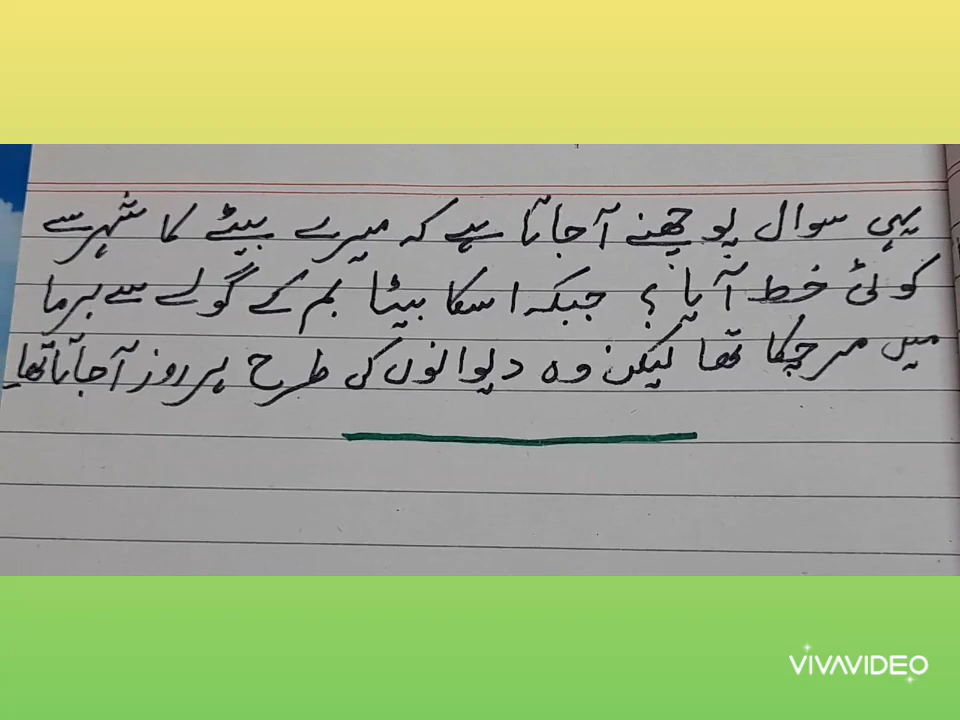 یہی سوال پوچھنے آجاتا ہے کہ میرے بیٹے کا شہر سے
کوئی خط آیا؟ جبکہ اسکا بیٹا بم کے گولے سے برما
میں مرچکا تھا لیکن وہ دیوانوں کی طرح ہر روز آجاتا تھا۔
VIVAVIDEO